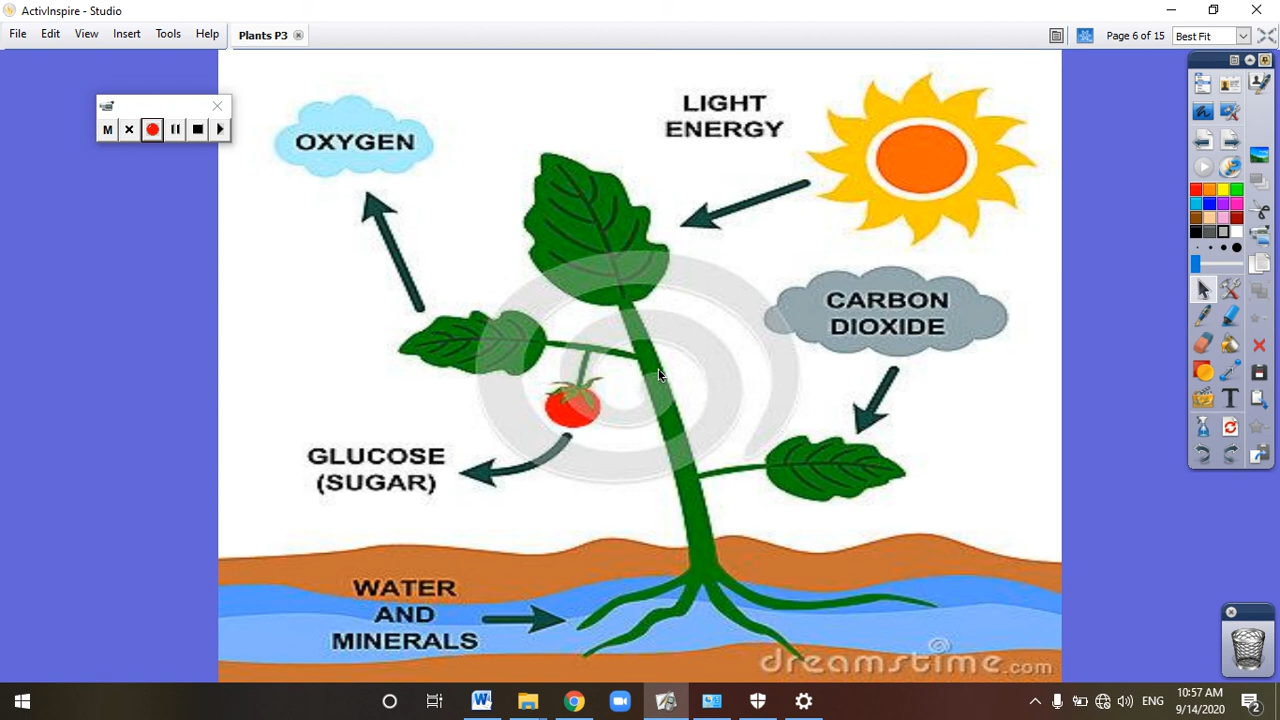 ActivInspire - Studio
File Edit View Insert Tools Help
Plants P3
Page 6 of 15
Best Fit
M
OXYGEN
LIGHT
ENERGY
CARBON
DIOXIDE
GLUCOSE
(SUGAR)
WATER
AND
MINERALS
dreamstime.com
T
W
ENG
10:57 AM
9/14/2020
2